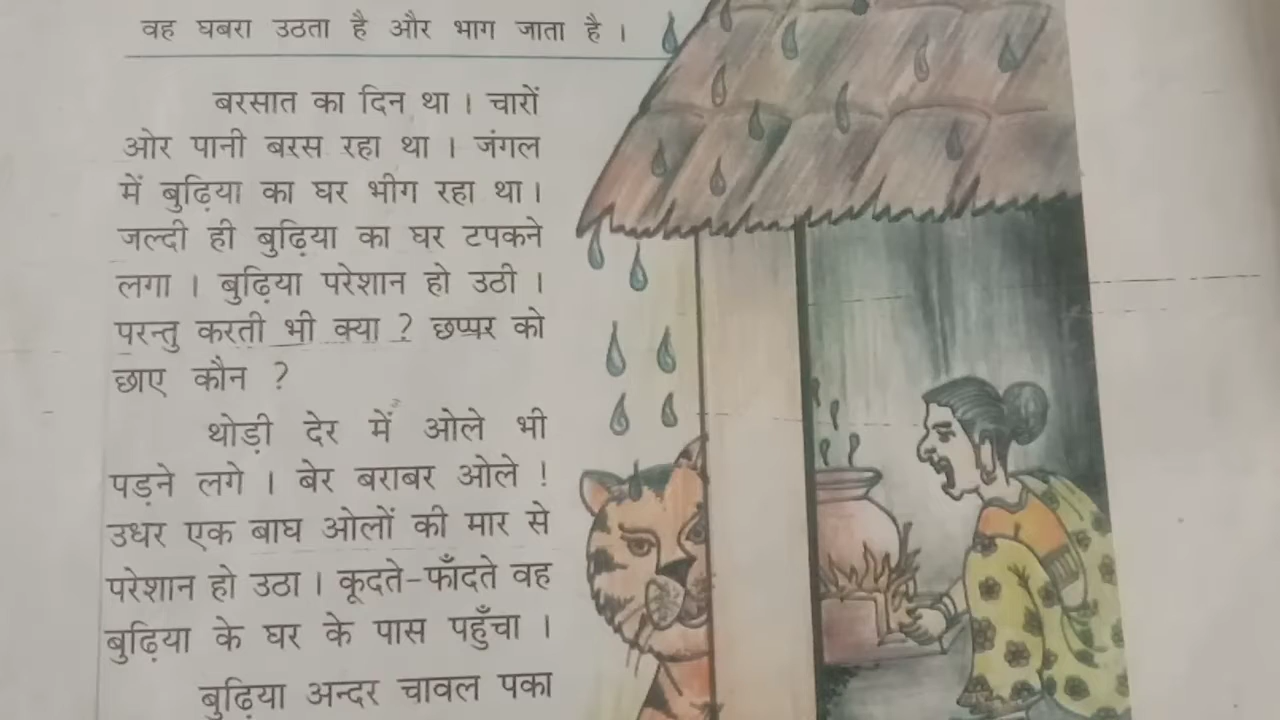 वह घबरा उठता है और भाग जाता है ।
बरसात का दिन था । चारों
ओर पानी बरस रहा था । जंगल
में बुढ़िया का घर भीग रहा था ।
जल्दी ही बुढ़िया का घर टपकने
लगा । बुढ़िया परेशान हो उठी ।
परन्तु करती भी क्या ? छप्पर को
छाए कौन ?
थोड़ी देर में ओले भी
पड़ने लगे । बेर बराबर ओले !
उधर एक बाघ ओलों की मार से
परेशान हो उठा । कूदते-फाँदते वह
बुढ़िया के घर के पास पहुँचा ।
बुढ़िया अन्दर चावल पका